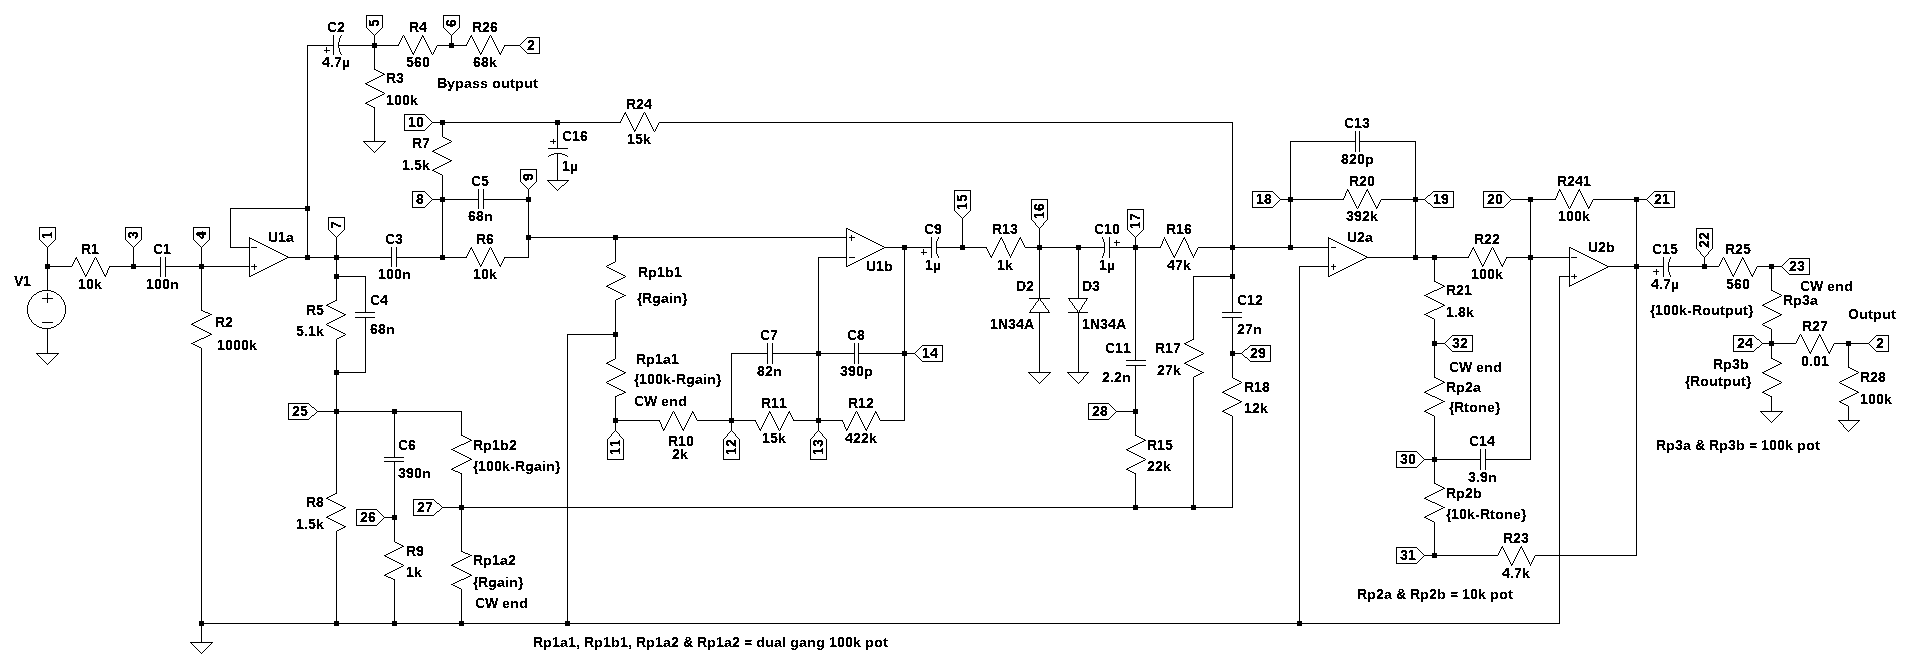 C2
4.7µ
5
R4
560
6
R26
68k
2
R3
100k
Bypass output
10
R7
1.5k
C16
1µ
R24
15k
8
C5
68n
9
1
V1
R1
10k
3
C1
100n
4
R2
1000k
U1a
7
C3
100n
R6
10k
R5
5.1k
C4
68n
25
C6
390n
Rp1b2
{100k-Rgain}
R8
1.5k
26
27
R9
1k
Rp1a2
{Rgain}
CW end
Rp1b1
{Rgain}
Rp1a1
{100k-Rgain}
CW end
11
R10
2k
12
C7
82n
R11
15k
13
C8
390p
R12
422k
14
U1b
C9
1µ
15
R13
1k
16
D2
1N34A
D3
1N34A
C10
1µ
17
R16
47k
C11
2.2n
28
R15
22k
R17
27k
C12
27n
29
R18
12k
C13
820p
18
R20
392k
19
U2a
R21
1.8k
32
CW end
Rp2a
{Rtone}
30
C14
3.9n
Rp2b
{10k-Rtone}
31
R23
4.7k
Rp2a & Rp2b = 10k pot
20
R241
100k
21
R22
100k
U2b
C15
4.7µ
22
R25
560
23
CW end
Rp3a
{100k-Routput}
24
Rp3b
{Routput}
R27
0.01
Output
2
R28
100k
Rp3a & Rp3b = 100k pot
Rp1a1, Rp1b1, Rp1a2 & Rp1a2 = dual gang 100k pot